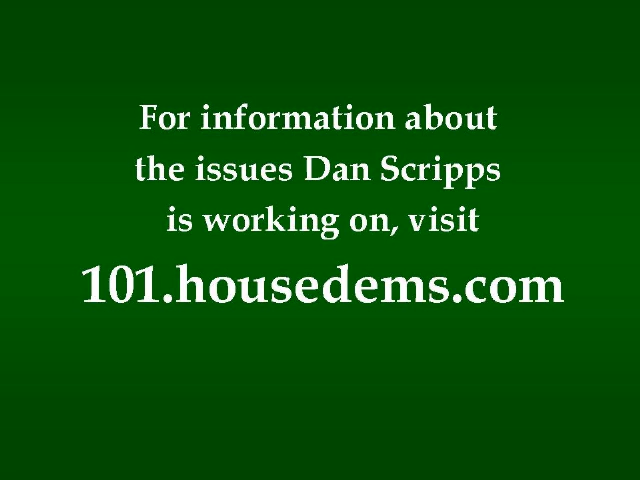 For information about
the issues Dan Scripps
is working on, visit
101.housedems.com